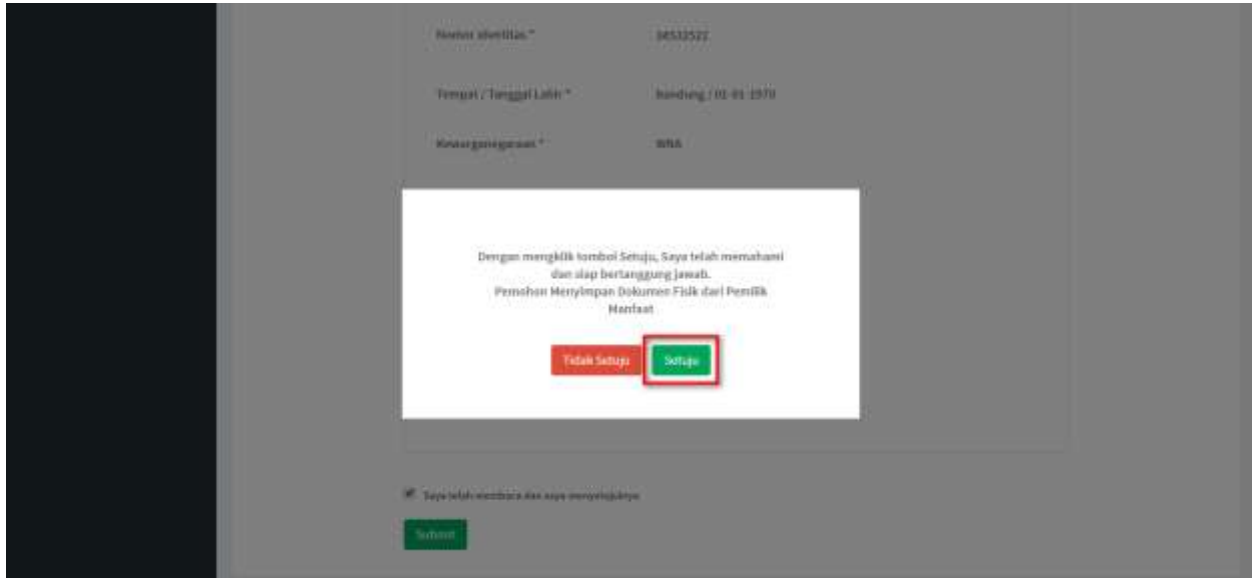 Nomor Identitas *
38532522
Tempat / Tanggal Lahir *
bandung / 01-01-1970
Kewarganegaraan *
WNA
Dengan mengklik tombol Setuju, Saya telah memahami
dan siap bertanggung jawab.
Pemohon Menyimpan Dokumen Fisik dari Pemilik
Manfaat
Tidak Setuju
Setuju
Saya telah membaca dan saya menyetujuinya
Submit